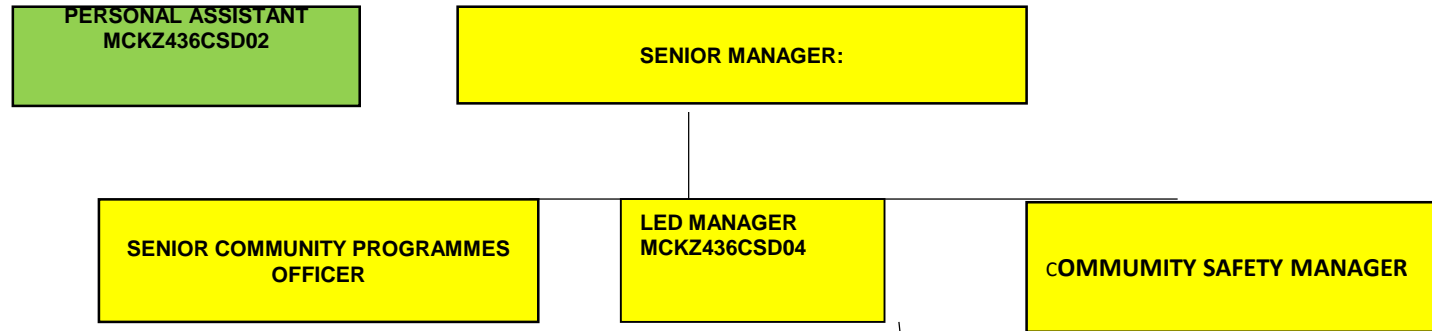 PERSONAL ASSISTANT
MCKZ436CSD02
SENIOR MANAGER:
SENIOR COMMUNITY PROGRAMMES
OFFICER
LED MANAGER
MCKZ436CSD04
cOMMUMITY SAFETY MANAGER